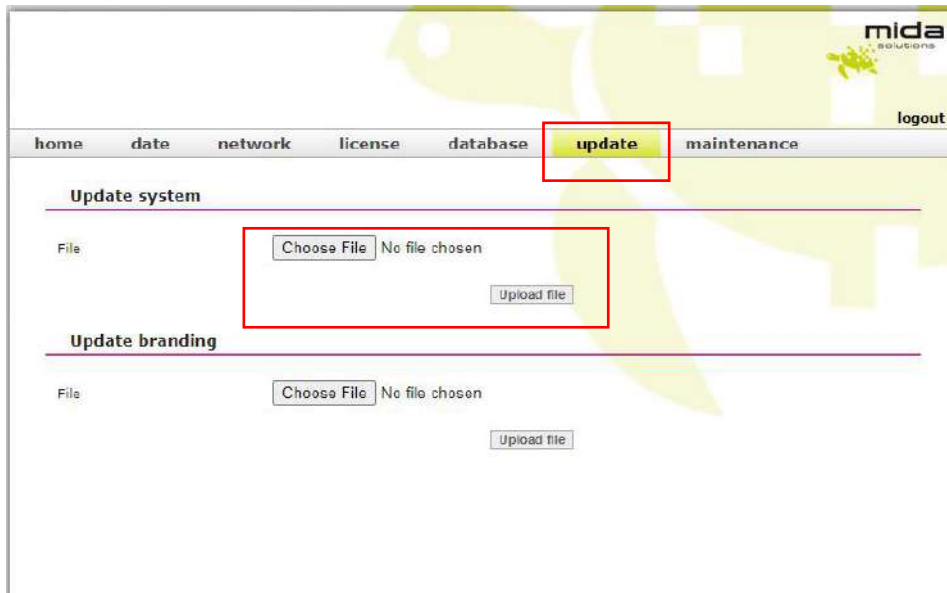 mida
solutions
logout
home date network license database update maintenance
Update system
File Choose File No file chosen
Upload file
Update branding
File Choose File No file chosen
Upload file